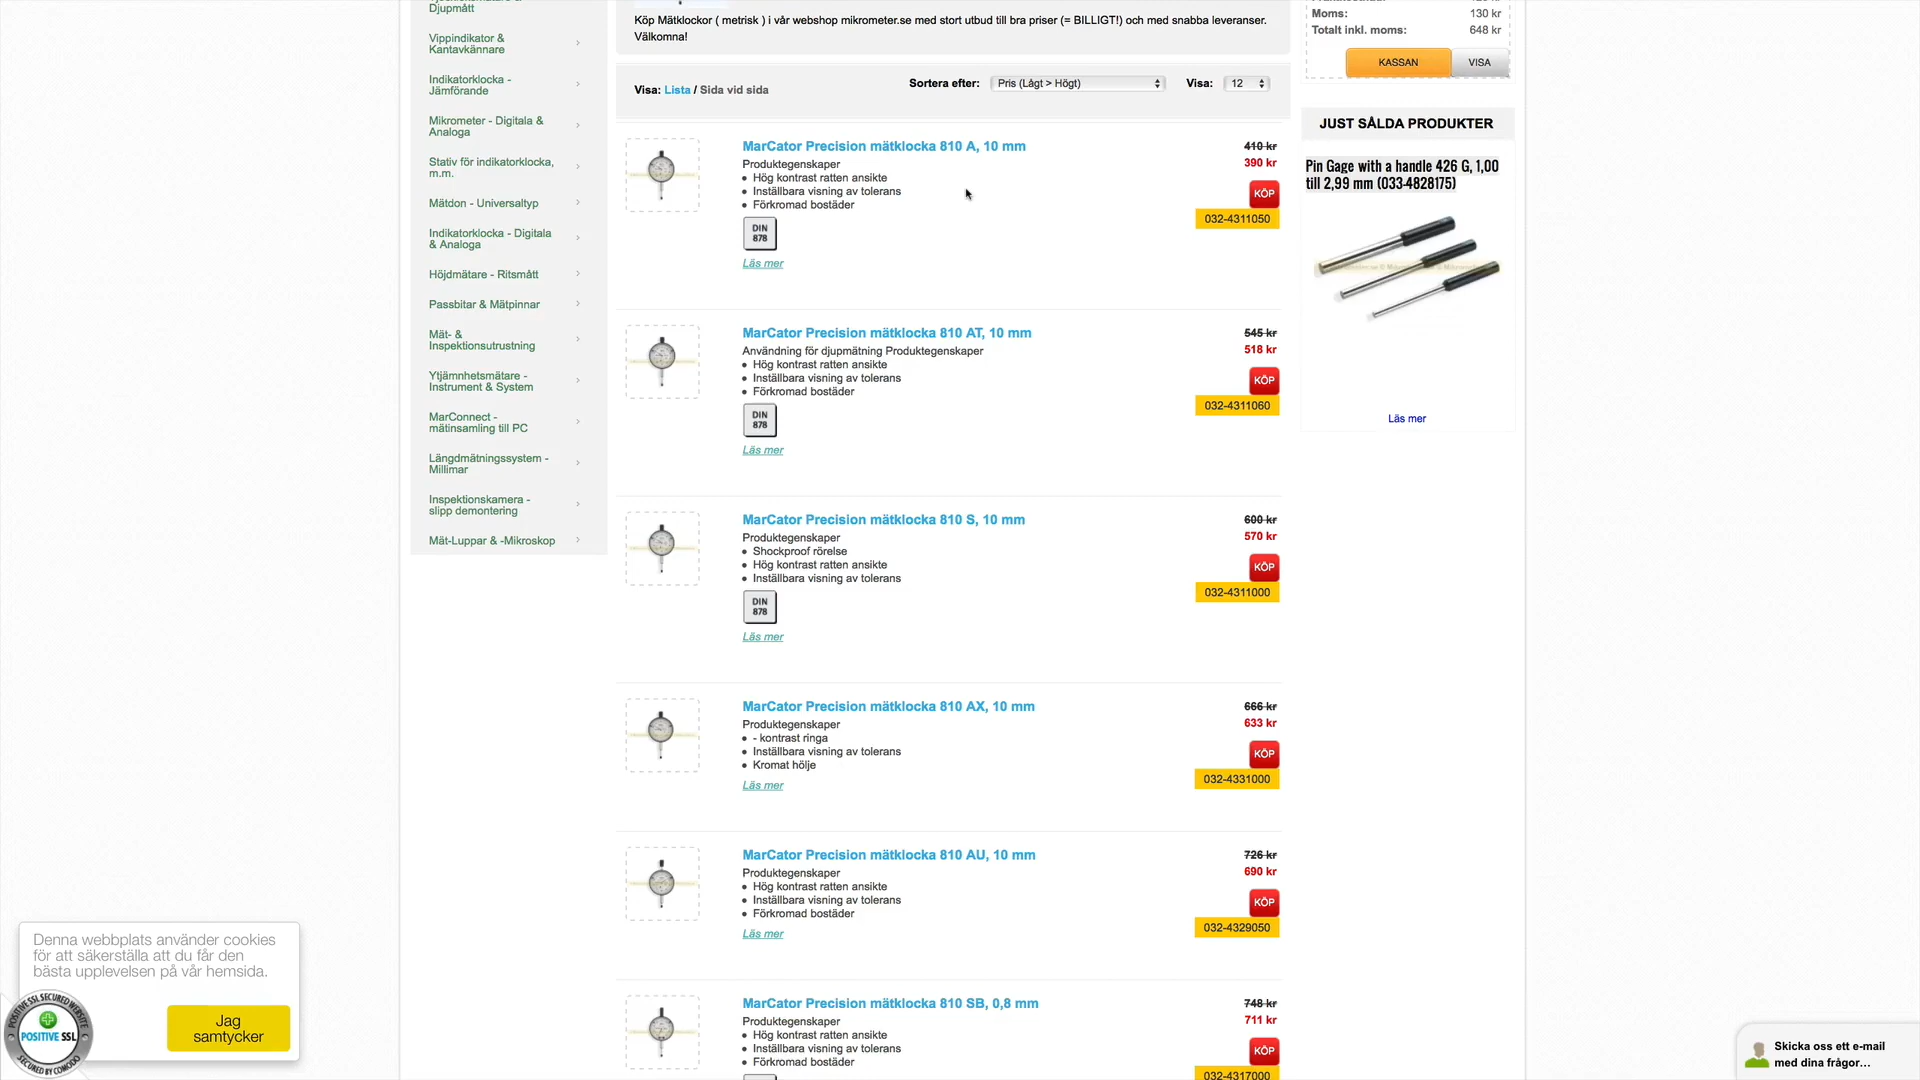 Djupmått
Vippindikator &
Kantavkännare
Indikatorklocka -
Jämförande
Mikrometer - Digitala &
Analoga
Stativ för indikatorklocka,
m.m.
Mätdon - Universaltyp
Indikatorklocka - Digitala
& Analoga
Höjdmätare - Ritsmått
Passbitar & Mätpinnar
Mät- &
Inspektionsutrustning
Ytjämnhetsmätare -
Instrument & System
MarConnect -
mätinsamling till PC
Längdmätningssystem -
Millimar
Inspektionskamera -
slipp demontering
Mät-Luppar & -Mikroskop
Köp Mätklockor ( metrisk ) i vår webshop mikrometer.se med stort utbud till bra priser (= BILLIGT!) och med snabba leveranser.
Välkomna!
Visa: Lista / Sida vid sida
Sortera efter: Pris (Lågt > Högt)
Visa: 12
MarCator Precision mätklocka 810 A, 10 mm
Produktegenskaper
Hög kontrast ratten ansikte
Inställbara visning av tolerans
Förkromad bostäder
DIN
878
Läs mer
410 kr
390 kr
KÖP
032-4311050
MarCator Precision mätklocka 810 AT, 10 mm
Användning för djupmätning Produktegenskaper
Hög kontrast ratten ansikte
Inställbara visning av tolerans
Förkromad bostäder
DIN
878
Läs mer
545 kr
518 kr
KÖP
032-4311060
MarCator Precision mätklocka 810 S, 10 mm
Produktegenskaper
Shockproof rörelse
Hög kontrast ratten ansikte
Inställbara visning av tolerans
DIN
878
Läs mer
600 kr
570 kr
KÖP
032-4311000
MarCator Precision mätklocka 810 AX, 10 mm
Produktegenskaper
- kontrast ringa
Inställbara visning av tolerans
Kromat hölje
Läs mer
666 kr
633 kr
KÖP
032-4331000
MarCator Precision mätklocka 810 AU, 10 mm
Produktegenskaper
Hög kontrast ratten ansikte
Inställbara visning av tolerans
Förkromad bostäder
Läs mer
726 kr
690 kr
KÖP
032-4329050
MarCator Precision mätklocka 810 SB, 0,8 mm
Produktegenskaper
Hög kontrast ratten ansikte
Inställbara visning av tolerans
Förkromad bostäder
748 kr
711 kr
KÖP
032-4317000
Moms: 130 kr
Totalt inkl. moms: 648 kr
KASSAN
VISA
JUST SÅLDA PRODUKTER
Pin Gage with a handle 426 G, 1,00
till 2,99 mm (033-4828175)
Läs mer
Denna webbplats använder cookies
för att säkerställa att du får den
bästa upplevelsen på vår hemsida.
Jag
samtycker
POSITIVE SSL SECURED WEBSITE
POSITIVE SSL
SECURED BY COMODO
Skicka oss ett e-mail
med dina frågor...